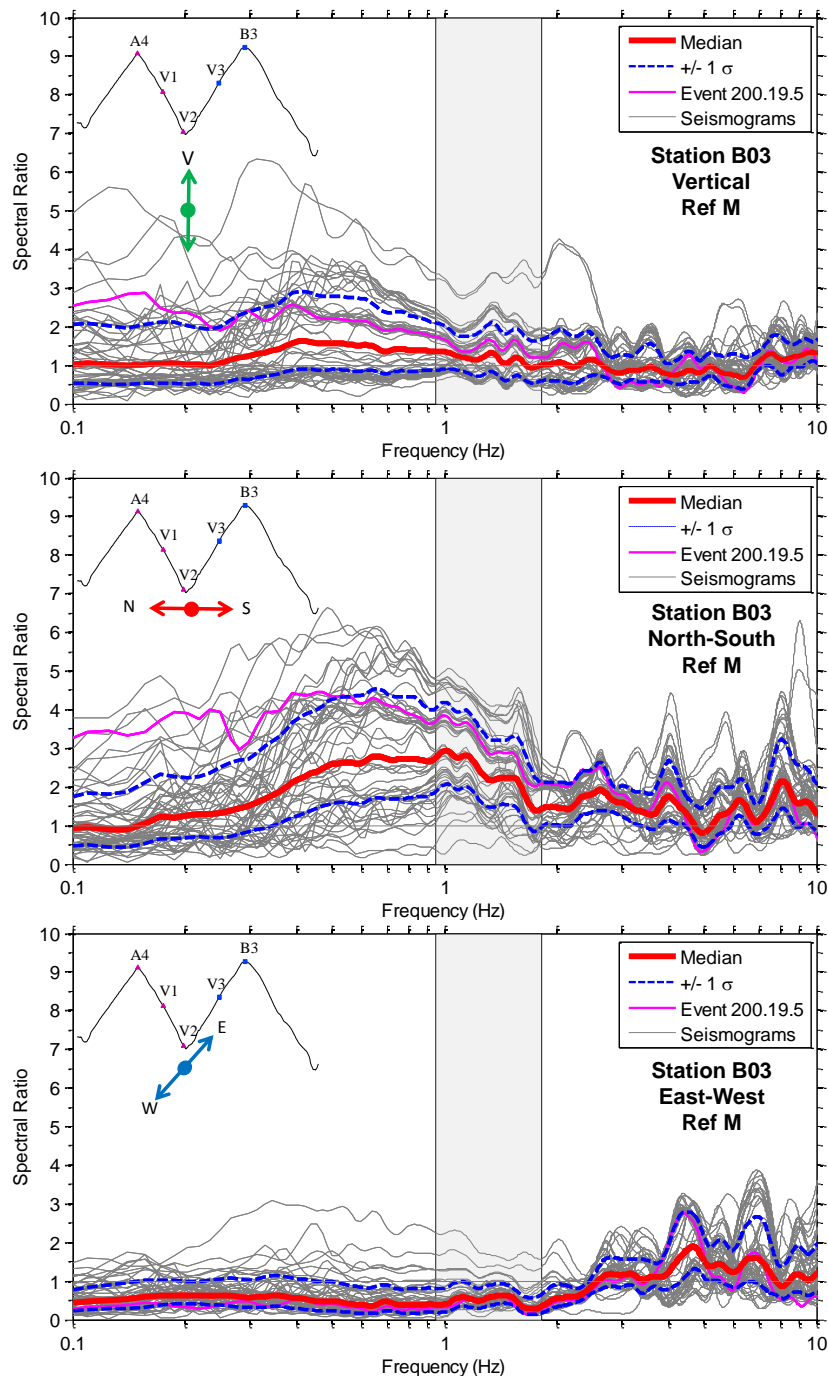 10
9
8
7
6
5
4
3
2
1
0
Spectral Ratio
A4
B3
V1
V3
V2
V
Median
+/- 1 σ
Event 200.19.5
Seismograms
Station B03
Vertical
Ref M
0.1
1
10
Frequency (Hz)
10
9
8
7
6
5
4
3
2
1
0
Spectral Ratio
A4
B3
V1
V3
V2
N
S
Median
+/- 1 σ
Event 200.19.5
Seismograms
Station B03
North-South
Ref M
0.1
1
10
Frequency (Hz)
10
9
8
7
6
5
4
3
2
1
0
Spectral Ratio
A4
B3
V1
V3
V2
E
W
Median
+/- 1 σ
Event 200.19.5
Seismograms
Station B03
East-West
Ref M
0.1
1
10
Frequency (Hz)